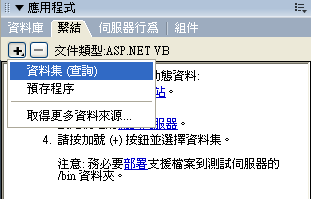 應用程式
資料庫 繫結 伺服器行為 組件
文件類型:ASP.NET VB
資料集 (查詢)
預存程序
取得更多資料來源...
動態資料:
站。
服器。
4. 請按加號 (+) 按鈕並選擇資料集。
注意: 務必要部署支援檔案到測試伺服器的
/bin 資料夾。